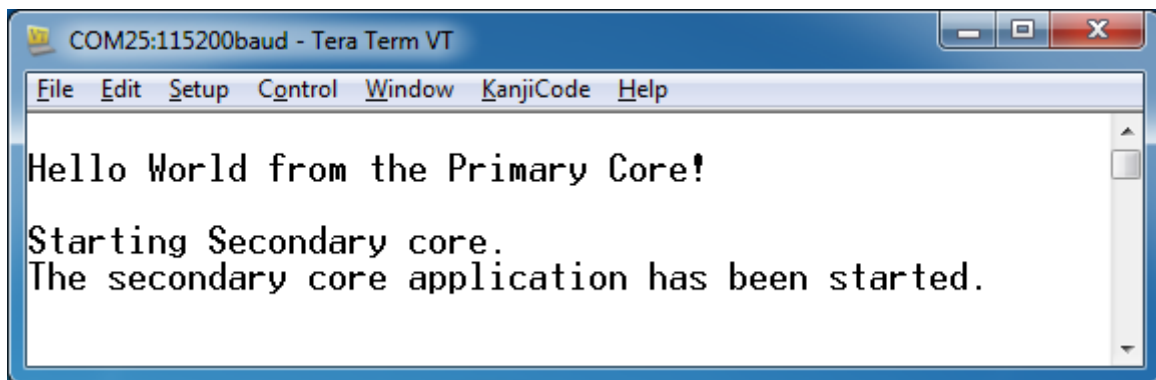 COM25:115200baud - Tera Term VT
File Edit Setup Control Window KanjiCode Help
Hello World from the Primary Core!
Starting Secondary core.
The secondary core application has been started.